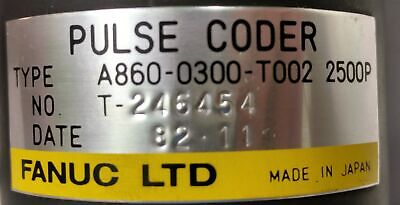 PULSE CODER
TYPE A860-0300-T002 2500P
NO. T-246454
DATE 82.11
FANUC LTD MADE IN JAPAN